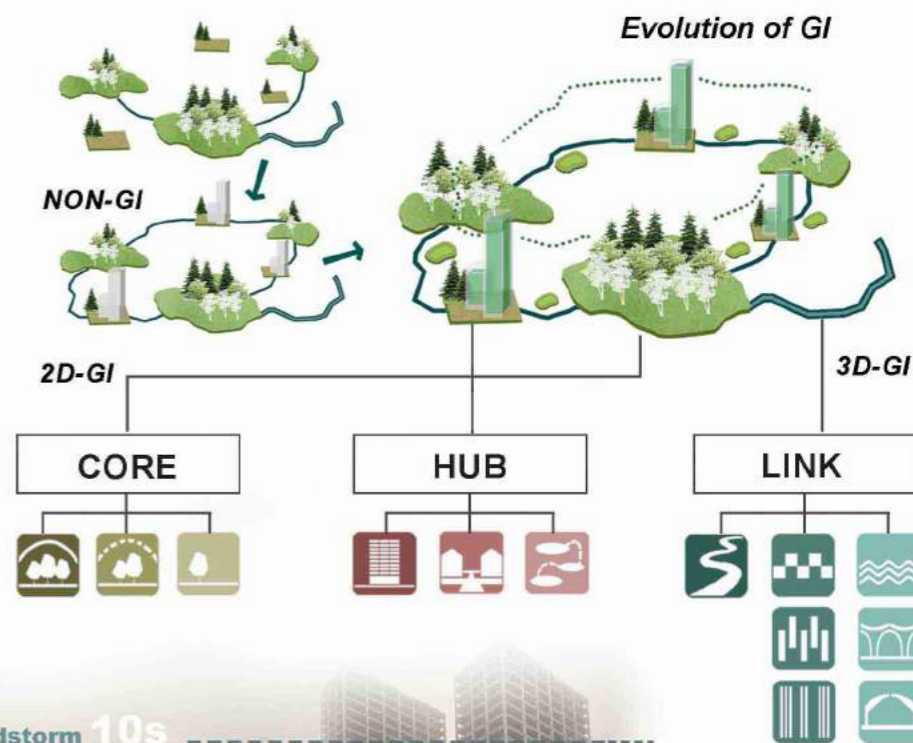 Evolution of GI
NON-GI
2D-GI
3D-GI
CORE
HUB
LINK
10s